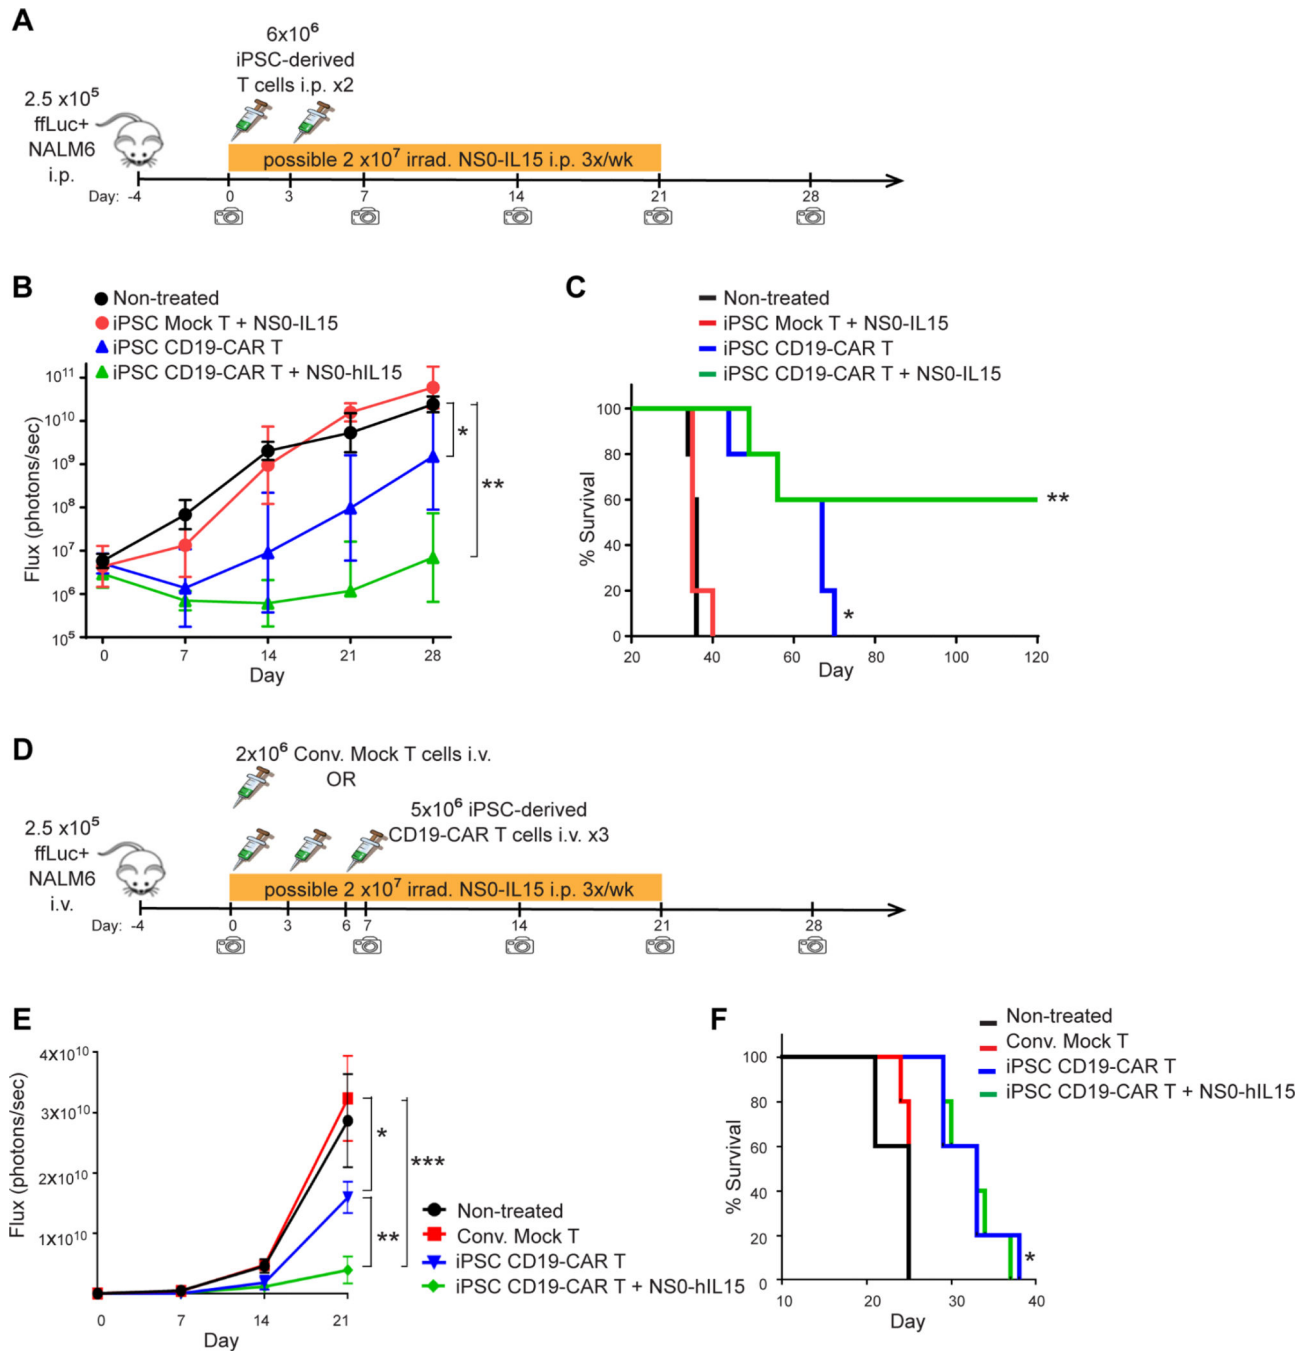 A
6x10⁶
iPSC-derived
T cells i.p. x2
2.5 x10⁵
ffLuc+
NALM6
i.p.
possible 2 x10⁷ irrad. NS0-IL15 i.p. 3x/wk
Day: -4 0 3 7 14 21 28
B
Non-treated
iPSC Mock T + NS0-IL15
iPSC CD19-CAR T
iPSC CD19-CAR T + NS0-hIL15
Flux (photons/sec)
10¹¹
10¹⁰
10⁹
10⁸
10⁷
10⁶
10⁵
*
**
0 7 14 21 28
Day
C
Non-treated
iPSC Mock T + NS0-IL15
iPSC CD19-CAR T
iPSC CD19-CAR T + NS0-IL15
% Survival
100
80
60
40
20
0
**
*
20 40 60 80 100 120
Day
D
2x10⁶ Conv. Mock T cells i.v.
OR
5x10⁶ iPSC-derived
CD19-CAR T cells i.v. x3
2.5 x10⁵
ffLuc+
NALM6
i.v.
possible 2 x10⁷ irrad. NS0-IL15 i.p. 3x/wk
Day: -4 0 3 6 7 14 21 28
E
Flux (photons/sec)
4X10¹⁰
3X10¹⁰
2X10¹⁰
1X10¹⁰
*
***
**
Non-treated
Conv. Mock T
iPSC CD19-CAR T
iPSC CD19-CAR T + NS0-hIL15
0 7 14 21
Day
F
Non-treated
Conv. Mock T
iPSC CD19-CAR T
iPSC CD19-CAR T + NS0-hIL15
% Survival
100
80
60
40
20
0
*
10 20 30 40
Day